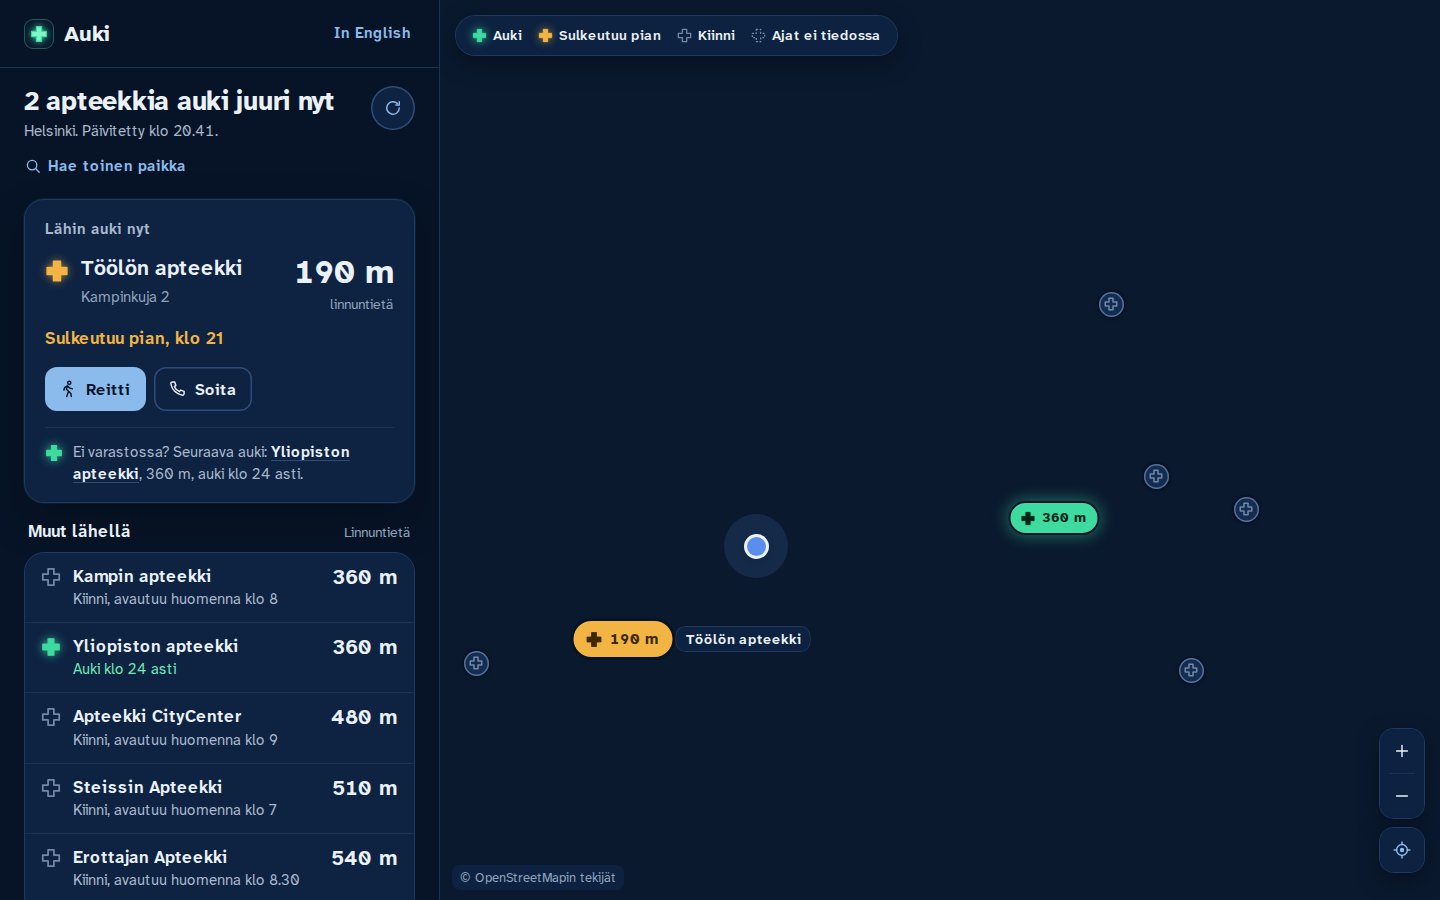 Auki
In English
2 apteekkia auki juuri nyt
Helsinki. Päivitetty klo 20.41.
Hae toinen paikka
Lähin auki nyt
Töölön apteekki
190 m
Kampinkuja 2
linnuntietä
Sulkeutuu pian, klo 21
Reitti
Soita
Ei varastossa? Seuraava auki: Yliopiston
apteekki, 360 m, auki klo 24 asti.
Muut lähellä
Linnuntietä
Kampin apteekki
360 m
Kiinni, avautuu huomenna klo 8
Yliopiston apteekki
360 m
Auki klo 24 asti
Apteekki CityCenter
480 m
Kiinni, avautuu huomenna klo 9
Steissin Apteekki
510 m
Kiinni, avautuu huomenna klo 7
Erottajan Apteekki
540 m
Kiinni, avautuu huomenna klo 8.30
Auki
Sulkeutuu pian
Kiinni
Ajat ei tiedossa
360 m
190 m
Töölön apteekki
© OpenStreetMapin tekijät